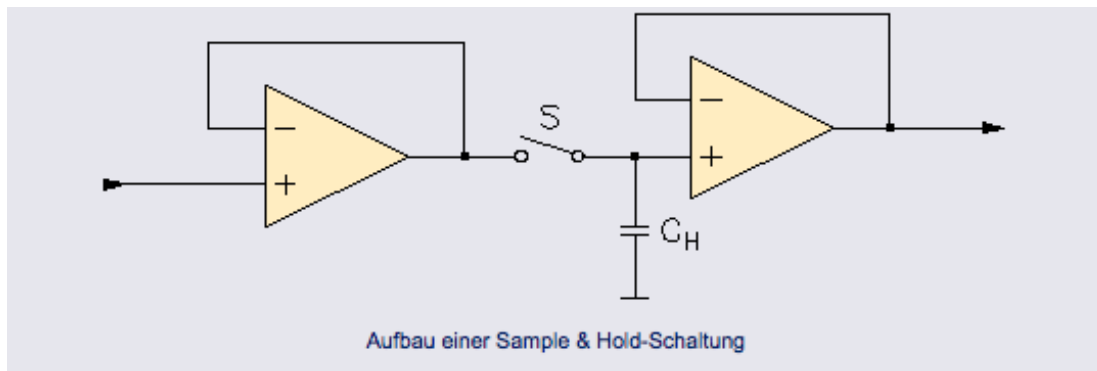 S
−
+
−
+
C_H
Aufbau einer Sample & Hold-Schaltung